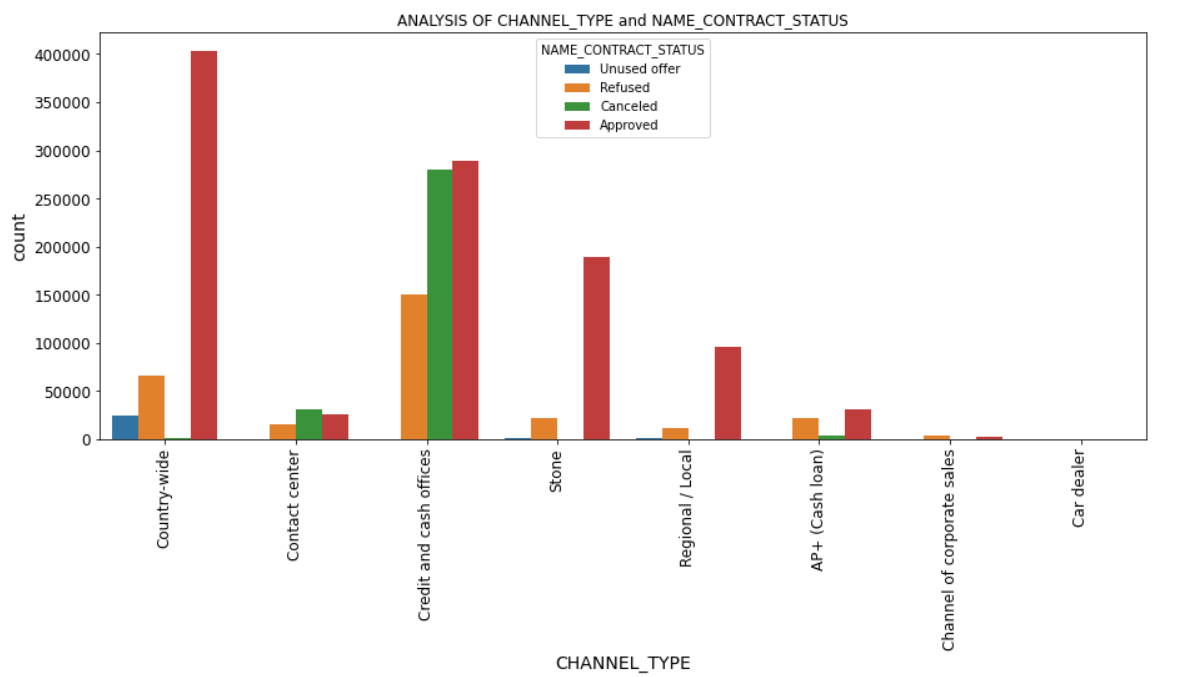 ANALYSIS OF CHANNEL_TYPE and NAME_CONTRACT_STATUS
NAME_CONTRACT_STATUS
Unused offer
Refused
Canceled
Approved
count
400000
350000
300000
250000
200000
150000
100000
50000
0
Country-wide
Contact center
Credit and cash offices
Stone
Regional / Local
AP+ (Cash loan)
Channel of corporate sales
Car dealer
CHANNEL_TYPE